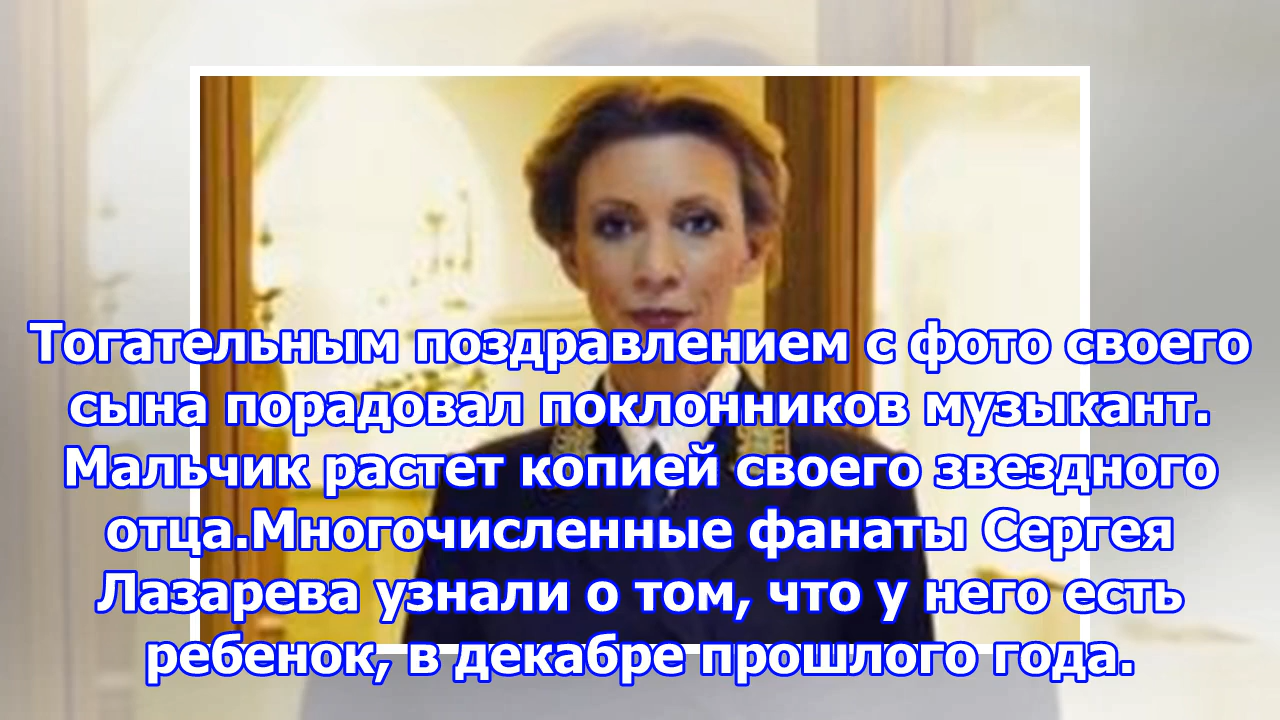 Тогательным поздравлением с фото своего
сына порадовал поклонников музыкант.
Мальчик растет копией своего звездного
отца.Многочисленные фанаты Сергея
Лазарева узнали о том, что у него есть
ребенок, в декабре прошлого года.